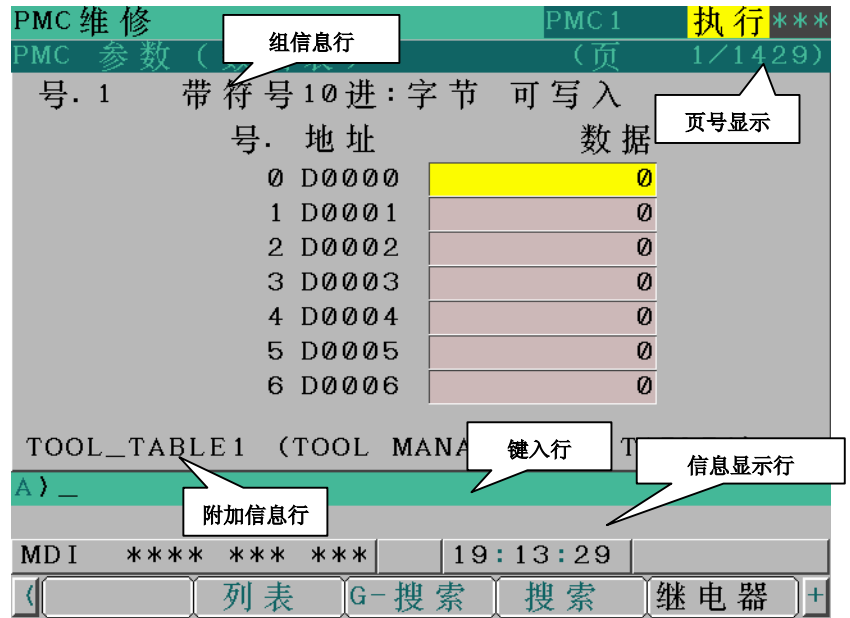 PMC维修 PMC1 执行***
组信息行
PMC 参数( (页 1/1429)
号.1 带符号10进:字节 可写入
页号显示
号. 地址 数据
0 D0000 0
1 D0001 0
2 D0002 0
3 D0003 0
4 D0004 0
5 D0005 0
6 D0006 0
TOOL_TABLE1 (TOOL MANA
键入行
信息显示行
A)_
附加信息行
MDI **** *** *** 19:13:29
( 列表 G-搜索 搜索 继电器 +